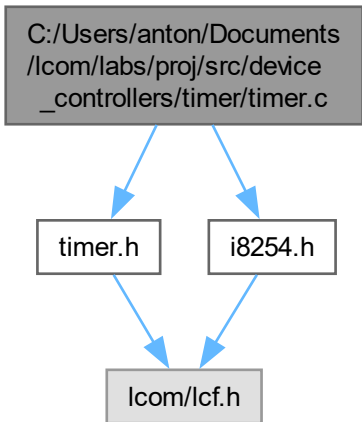 C:/Users/anton/Documents
/lcom/labs/proj/src/device
_controllers/timer/timer.c
timer.h
i8254.h
lcom/lcf.h